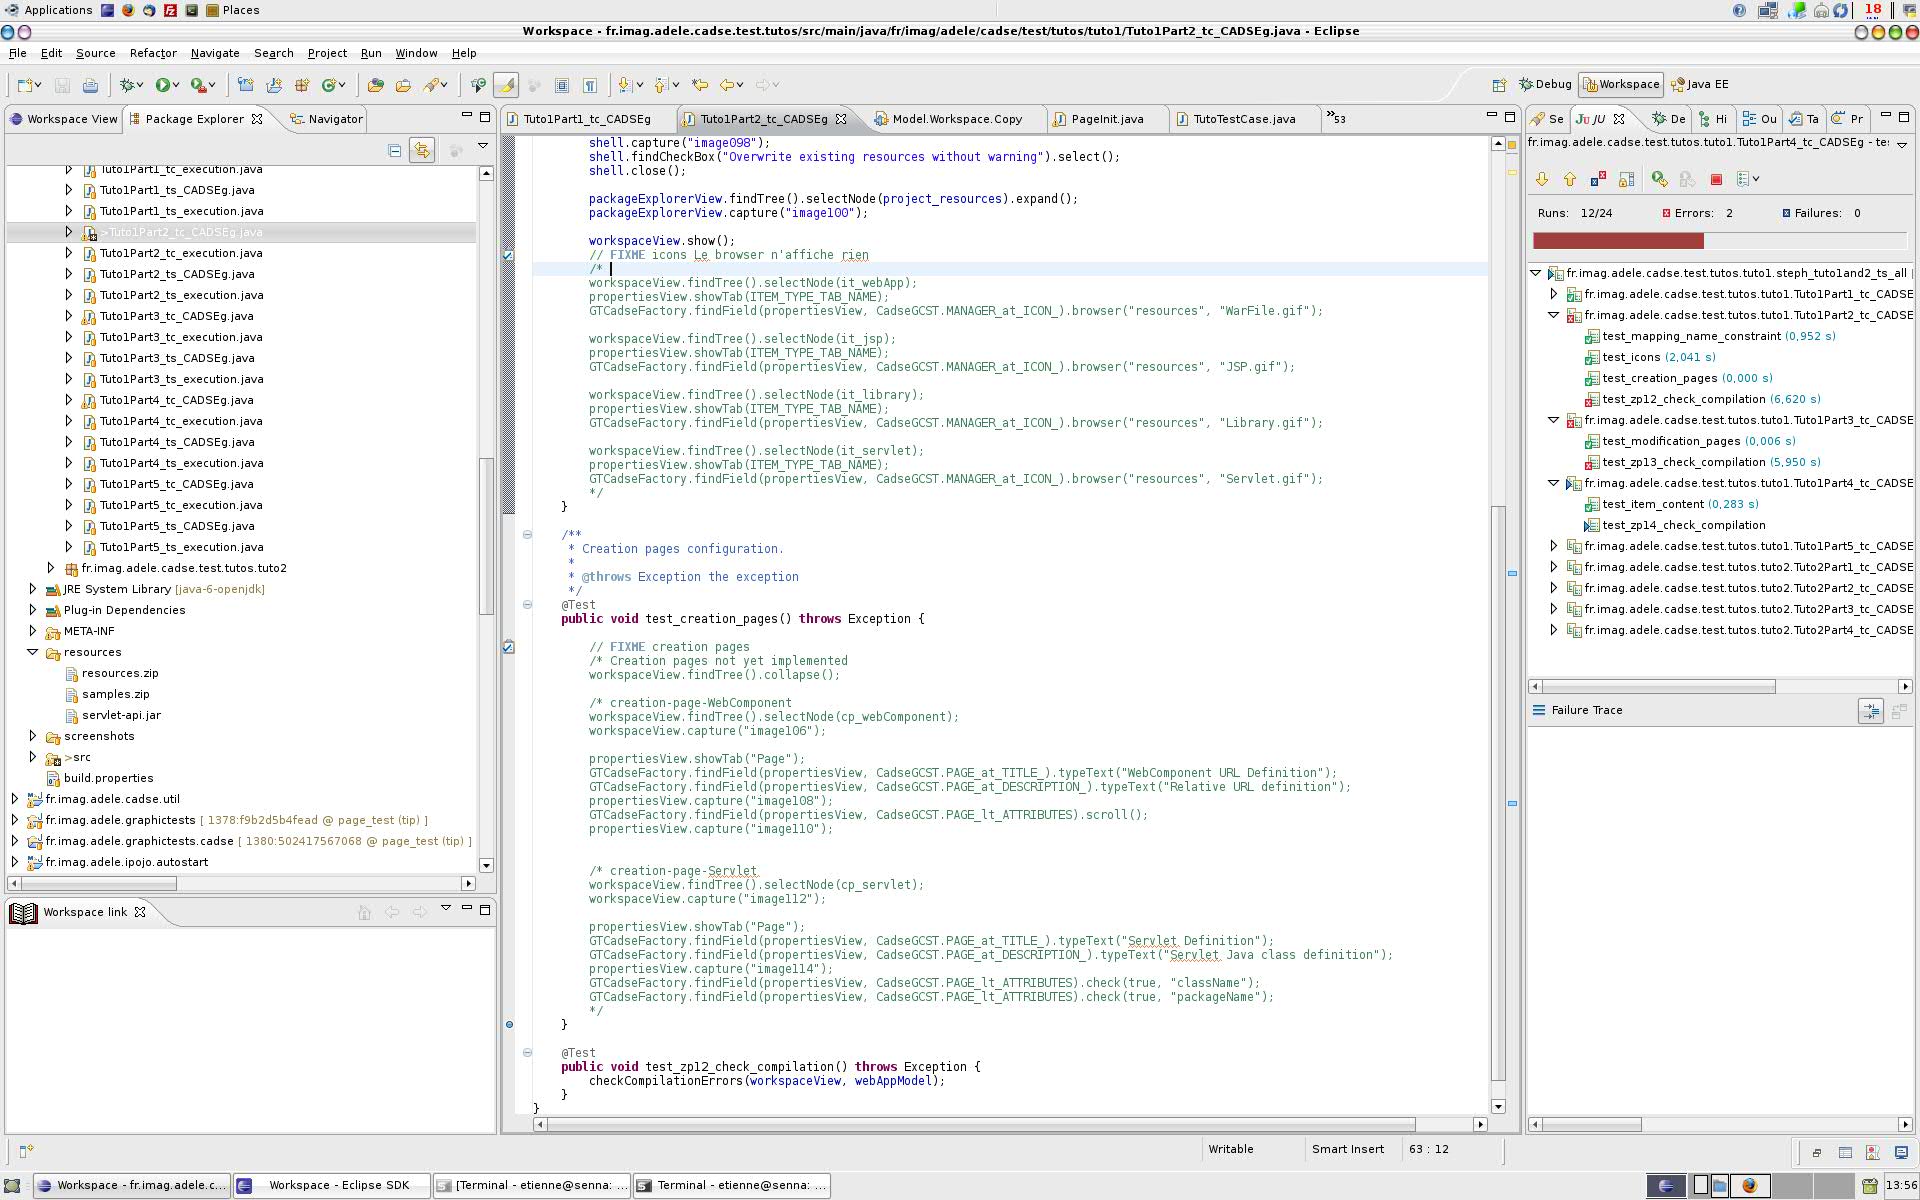 Applications Places 18
Workspace - fr.imag.adele.cadse.test.tutos/src/main/java/fr/imag/adele/cadse/test/tutos/tuto1/Tuto1Part2_tc_CADSEg.java - Eclipse
File Edit Source Refactor Navigate Search Project Run Window Help
Debug Workspace Java EE
Workspace View Package Explorer Navigator
Tuto1Part1_tc_execution.java
Tuto1Part1_ts_CADSEg.java
Tuto1Part1_ts_execution.java
>Tuto1Part2_tc_CADSEg.java
Tuto1Part2_tc_execution.java
Tuto1Part2_ts_CADSEg.java
Tuto1Part2_ts_execution.java
Tuto1Part3_tc_CADSEg.java
Tuto1Part3_tc_execution.java
Tuto1Part3_ts_CADSEg.java
Tuto1Part3_ts_execution.java
Tuto1Part4_tc_CADSEg.java
Tuto1Part4_tc_execution.java
Tuto1Part4_ts_CADSEg.java
Tuto1Part4_ts_execution.java
Tuto1Part5_tc_CADSEg.java
Tuto1Part5_tc_execution.java
Tuto1Part5_ts_CADSEg.java
Tuto1Part5_ts_execution.java
fr.imag.adele.cadse.test.tutos.tuto2
JRE System Library [java-6-openjdk]
Plug-in Dependencies
META-INF
resources
resources.zip
samples.zip
servlet-api.jar
screenshots
>src
build.properties
fr.imag.adele.cadse.util
fr.imag.adele.graphictests [ 1378:f9b2d5b4fead @ page_test (tip) ]
fr.imag.adele.graphictests.cadse [ 1380:502417567068 @ page_test (tip) ]
fr.imag.adele.ipojo.autostart
Workspace link
Tuto1Part1_tc_CADSEg Tuto1Part2_tc_CADSEg Model.Workspace.Copy PageInit.java TutoTestCase.java »53
shell.capture("image098");
shell.findCheckBox("Overwrite existing resources without warning").select();
shell.close();
packageExplorerView.findTree().selectNode(project_resources).expand();
packageExplorerView.capture("image100");
workspaceView.show();
// FIXME icons Le browser n'affiche rien
/*
workspaceView.findTree().selectNode(it_webApp);
propertiesView.showTab(ITEM_TYPE_TAB_NAME);
GTCadseFactory.findField(propertiesView, CadseGCST.MANAGER_at_ICON_).browser("resources", "WarFile.gif");
workspaceView.findTree().selectNode(it_jsp);
propertiesView.showTab(ITEM_TYPE_TAB_NAME);
GTCadseFactory.findField(propertiesView, CadseGCST.MANAGER_at_ICON_).browser("resources", "JSP.gif");
workspaceView.findTree().selectNode(it_library);
propertiesView.showTab(ITEM_TYPE_TAB_NAME);
GTCadseFactory.findField(propertiesView, CadseGCST.MANAGER_at_ICON_).browser("resources", "Library.gif");
workspaceView.findTree().selectNode(it_servlet);
propertiesView.showTab(ITEM_TYPE_TAB_NAME);
GTCadseFactory.findField(propertiesView, CadseGCST.MANAGER_at_ICON_).browser("resources", "Servlet.gif");
*/
}
/**
* Creation pages configuration.
*
* @throws Exception the exception
*/
@Test
public void test_creation_pages() throws Exception {
// FIXME creation pages
/* Creation pages not yet implemented
workspaceView.findTree().collapse();
/* creation-page-WebComponent
workspaceView.findTree().selectNode(cp_webComponent);
workspaceView.capture("image106");
propertiesView.showTab("Page");
GTCadseFactory.findField(propertiesView, CadseGCST.PAGE_at_TITLE_).typeText("WebComponent URL Definition");
GTCadseFactory.findField(propertiesView, CadseGCST.PAGE_at_DESCRIPTION_).typeText("Relative URL definition");
propertiesView.capture("image108");
GTCadseFactory.findField(propertiesView, CadseGCST.PAGE_lt_ATTRIBUTES).scroll();
propertiesView.capture("image110");
/* creation-page-Servlet
workspaceView.findTree().selectNode(cp_servlet);
workspaceView.capture("image112");
propertiesView.showTab("Page");
GTCadseFactory.findField(propertiesView, CadseGCST.PAGE_at_TITLE_).typeText("Servlet Definition");
GTCadseFactory.findField(propertiesView, CadseGCST.PAGE_at_DESCRIPTION_).typeText("Servlet Java class definition");
propertiesView.capture("image114");
GTCadseFactory.findField(propertiesView, CadseGCST.PAGE_lt_ATTRIBUTES).check(true, "className");
GTCadseFactory.findField(propertiesView, CadseGCST.PAGE_lt_ATTRIBUTES).check(true, "packageName");
*/
}
@Test
public void test_zp12_check_compilation() throws Exception {
checkCompilationErrors(workspaceView, webAppModel);
}
}
Se JU De Hi Ou Ta Pr
fr.imag.adele.cadse.test.tutos.tuto1.Tuto1Part4_tc_CADSEg - te
Runs: 12/24 Errors: 2 Failures: 0
fr.imag.adele.cadse.test.tutos.tuto1.steph_tuto1and2_ts_all [
fr.imag.adele.cadse.test.tutos.tuto1.Tuto1Part1_tc_CADSE
fr.imag.adele.cadse.test.tutos.tuto1.Tuto1Part2_tc_CADSE
test_mapping_name_constraint (0,952 s)
test_icons (2,041 s)
test_creation_pages (0,000 s)
test_zp12_check_compilation (6,620 s)
fr.imag.adele.cadse.test.tutos.tuto1.Tuto1Part3_tc_CADSE
test_modification_pages (0,006 s)
test_zp13_check_compilation (5,950 s)
fr.imag.adele.cadse.test.tutos.tuto1.Tuto1Part4_tc_CADSE
test_item_content (0,283 s)
test_zp14_check_compilation
fr.imag.adele.cadse.test.tutos.tuto1.Tuto1Part5_tc_CADSE
fr.imag.adele.cadse.test.tutos.tuto2.Tuto2Part1_tc_CADSE
fr.imag.adele.cadse.test.tutos.tuto2.Tuto2Part2_tc_CADSE
fr.imag.adele.cadse.test.tutos.tuto2.Tuto2Part3_tc_CADSE
fr.imag.adele.cadse.test.tutos.tuto2.Tuto2Part4_tc_CADSE
Failure Trace
Writable Smart Insert 63 : 12
Workspace - fr.imag.adele.c... Workspace - Eclipse SDK [Terminal - etienne@senna: ... Terminal - etienne@senna: ... 13:56